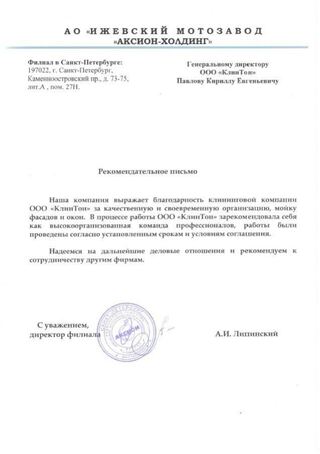 АО «ИЖЕВСКИЙ МОТОЗАВОД
«АКСИОН-ХОЛДИНГ»
Филиал в Санкт-Петербурге:
197022, г. Санкт-Петербург,
Каменноостровский пр., д. 73-75,
лит.А , пом. 27Н.
Генеральному директору
ООО «КлинТон»
Павлову Кириллу Евгеньевичу
Рекомендательное письмо
Наша компания выражает благодарность клининговой компании
ООО «КлинТон» за качественную и своевременную организацию, мойку
фасадов и окон. В процессе работы ООО «КлинТон» зарекомендовала себя
как высокоорганизованная команда профессионалов, работы были
проведены согласно установленным срокам и условиям соглашения.
Надеемся на дальнейшие деловые отношения и рекомендуем к
сотрудничеству другим фирмам.
С уважением,
директор филиала
АКСИОН
А.И. Липинский